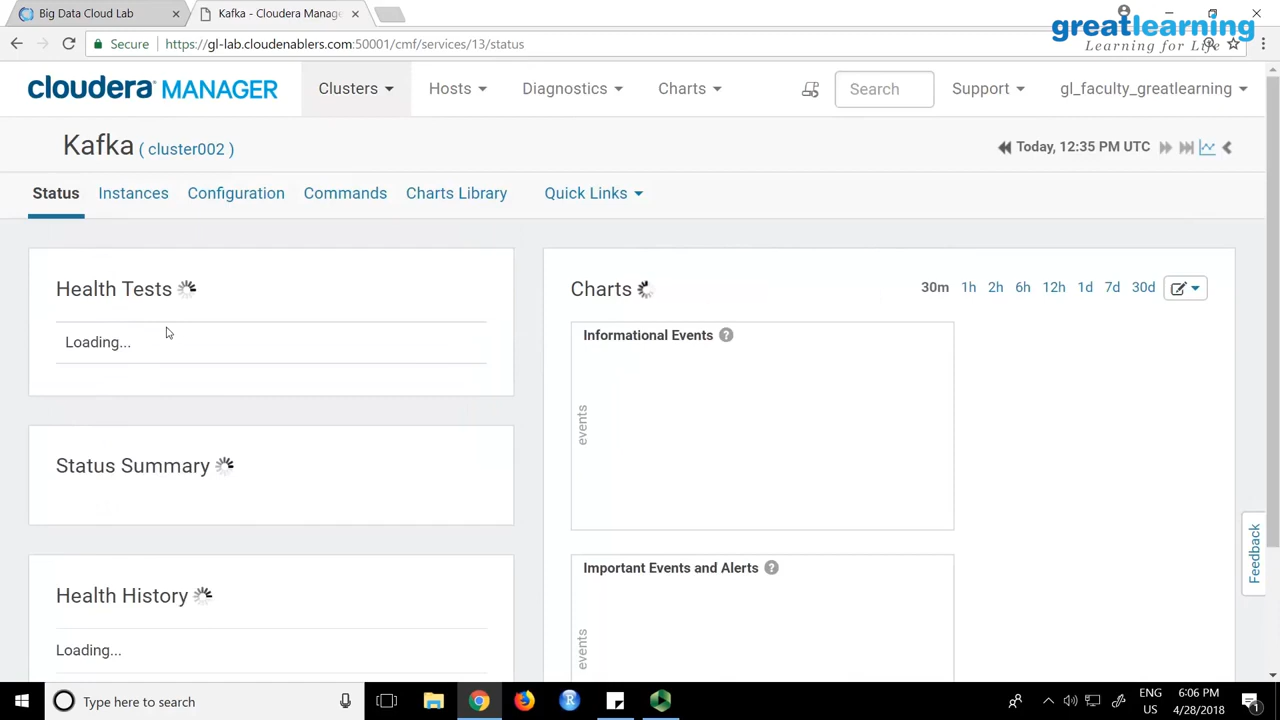 Big Data Cloud Lab
Kafka - Cloudera Manage
greatlearning
Learning for Life
Secure
https://gl-lab.cloudenablers.com:50001/cmf/services/13/status
cloudera MANAGER
Clusters
Hosts
Diagnostics
Charts
Search
Support
gl_faculty_greatlearning
Kafka ( cluster002 )
Today, 12:35 PM UTC
Status
Instances
Configuration
Commands
Charts Library
Quick Links
Health Tests
Loading...
Status Summary
Health History
Loading...
Charts
30m 1h 2h 6h 12h 1d 7d 30d
Informational Events ?
events
Important Events and Alerts ?
events
Feedback
Type here to search
ENG
US
6:06 PM
4/28/2018
1